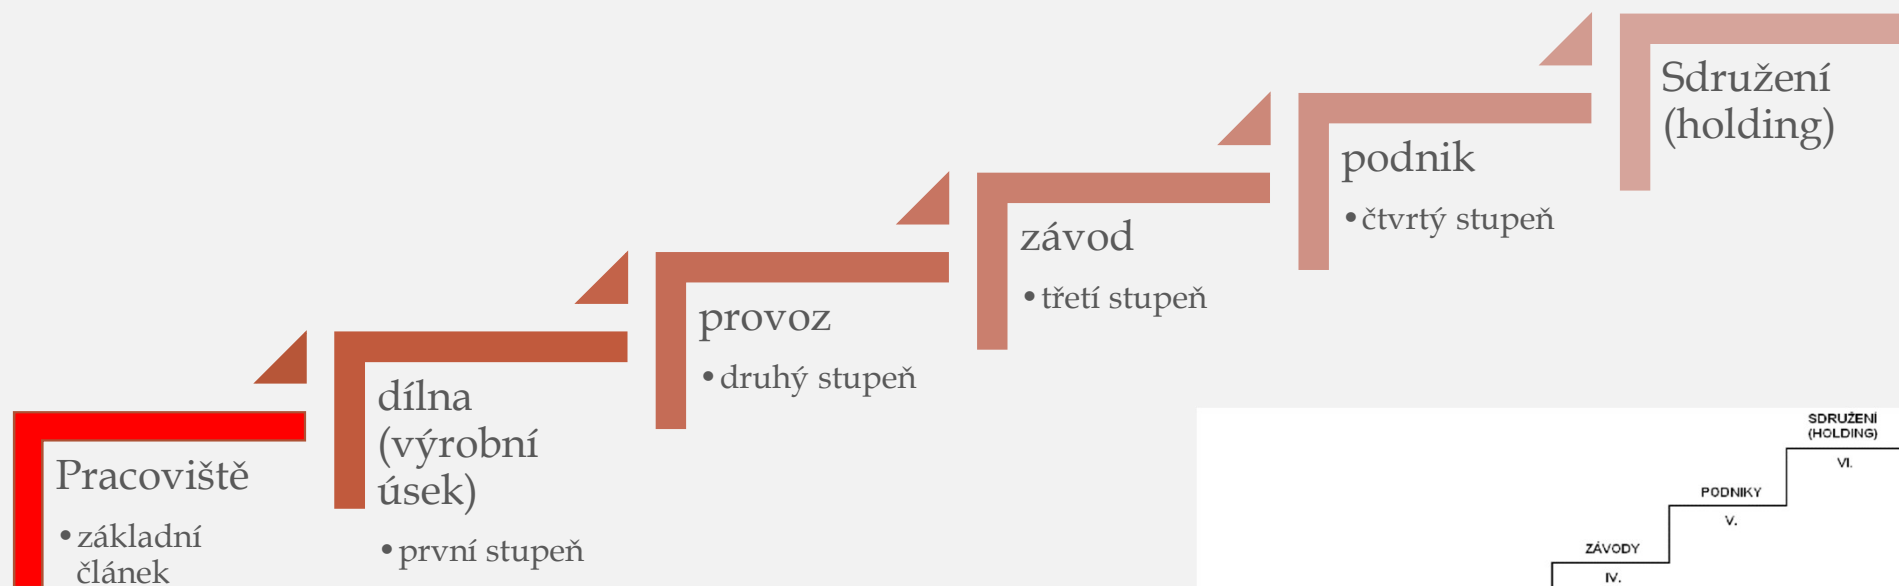 Pracoviště
•základní
článek
dílna
(výrobní
úsek)
•první stupeň
provoz
•druhý stupeň
závod
•třetí stupeň
podnik
•čtvrtý stupeň
Sdružení
(holding)
SDRUŽENÍ
(HOLDING)
VI.
PODNIKY
V.
ZÁVODY
IV.